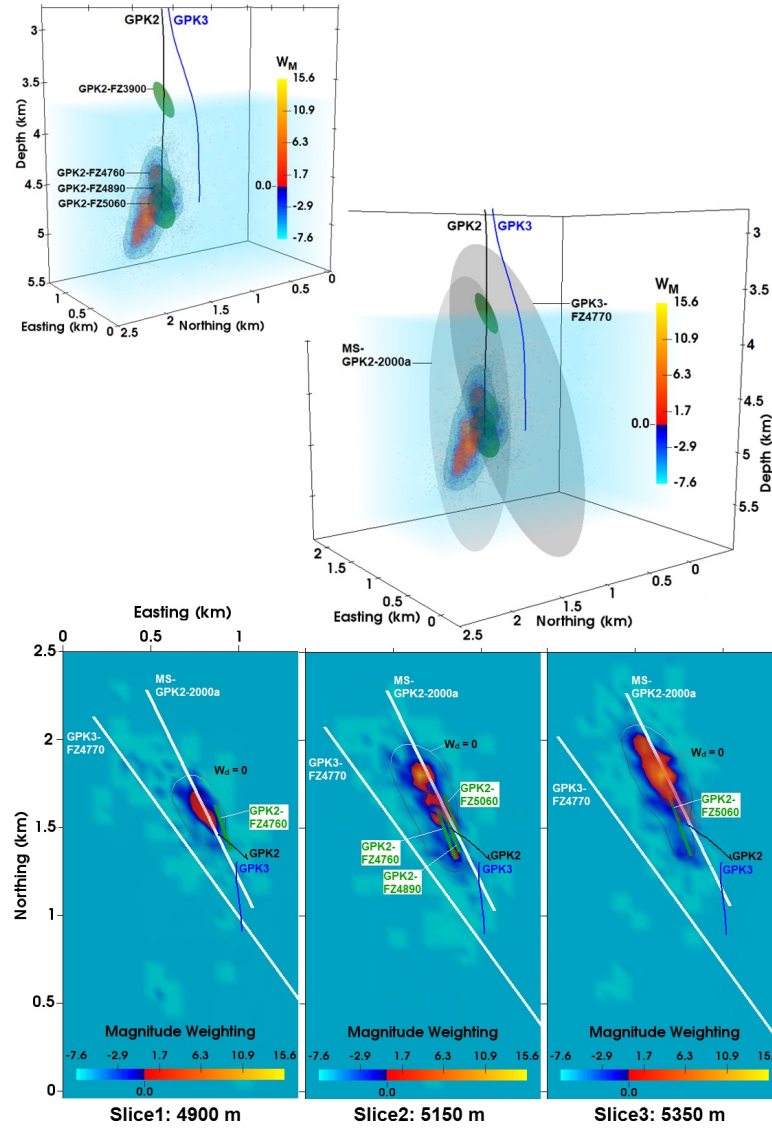 GPK2
GPK3
3
3.5
4
4.5
5
5.5
Depth (km)
GPK2-FZ3900
GPK2-FZ4760
GPK2-FZ4890
GPK2-FZ5060
WM
15.6
10.9
6.3
1.7
0.0
-2.9
-7.6
1
0.5
0
Easting (km)
2.5
2
1.5
1
0.5
0
Northing (km)
GPK2
GPK3
GPK3-
FZ4770
MS-
GPK2-2000a
WM
15.6
10.9
6.3
1.7
0.0
-2.9
-7.6
3
3.5
4
4.5
5
5.5
Depth (km)
2
1.5
1
0.5
0
Easting (km)
2.5
2
1.5
1
0.5
0
Northing (km)
Easting (km)
0
0.5
1
2.5
2
1.5
1
0.5
0
Northing (km)
MS-
GPK2-2000a
GPK3-
FZ4770
Wd = 0
GPK2-
FZ4760
GPK2
GPK3
Magnitude Weighting
-7.6
-2.9
1.7
6.3
10.9
15.6
0.0
Slice1: 4900 m
MS-
GPK2-2000a
GPK3-
FZ4770
Wd = 0
GPK2-
FZ5060
GPK2-
FZ4760
GPK2-
FZ4890
GPK2
GPK3
Magnitude Weighting
-7.6
-2.9
1.7
6.3
10.9
15.6
0.0
Slice2: 5150 m
MS-
GPK2-2000a
GPK3-
FZ4770
Wd = 0
GPK2-
FZ5060
GPK2
GPK3
Magnitude Weighting
-7.6
-2.9
1.7
6.3
10.9
15.6
0.0
Slice3: 5350 m